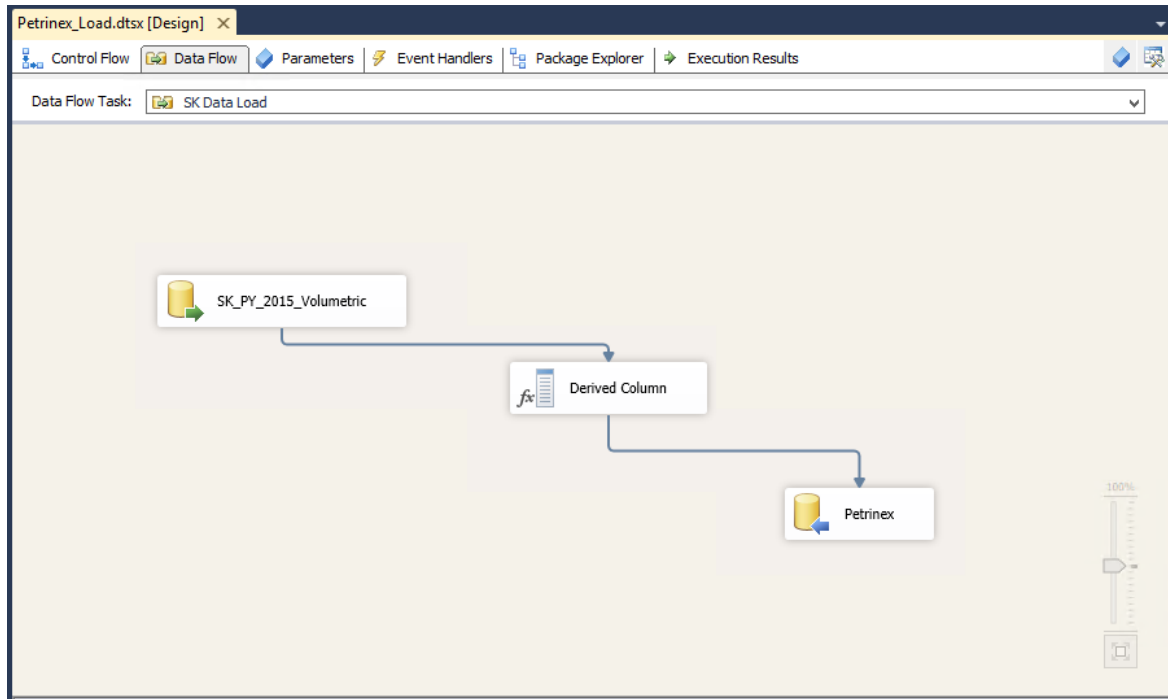 Petrinex_Load.dtsx [Design]
Control Flow Data Flow Parameters Event Handlers Package Explorer Execution Results
Data Flow Task: SK Data Load
SK_PY_2015_Volumetric
fx Derived Column
Petrinex
100%